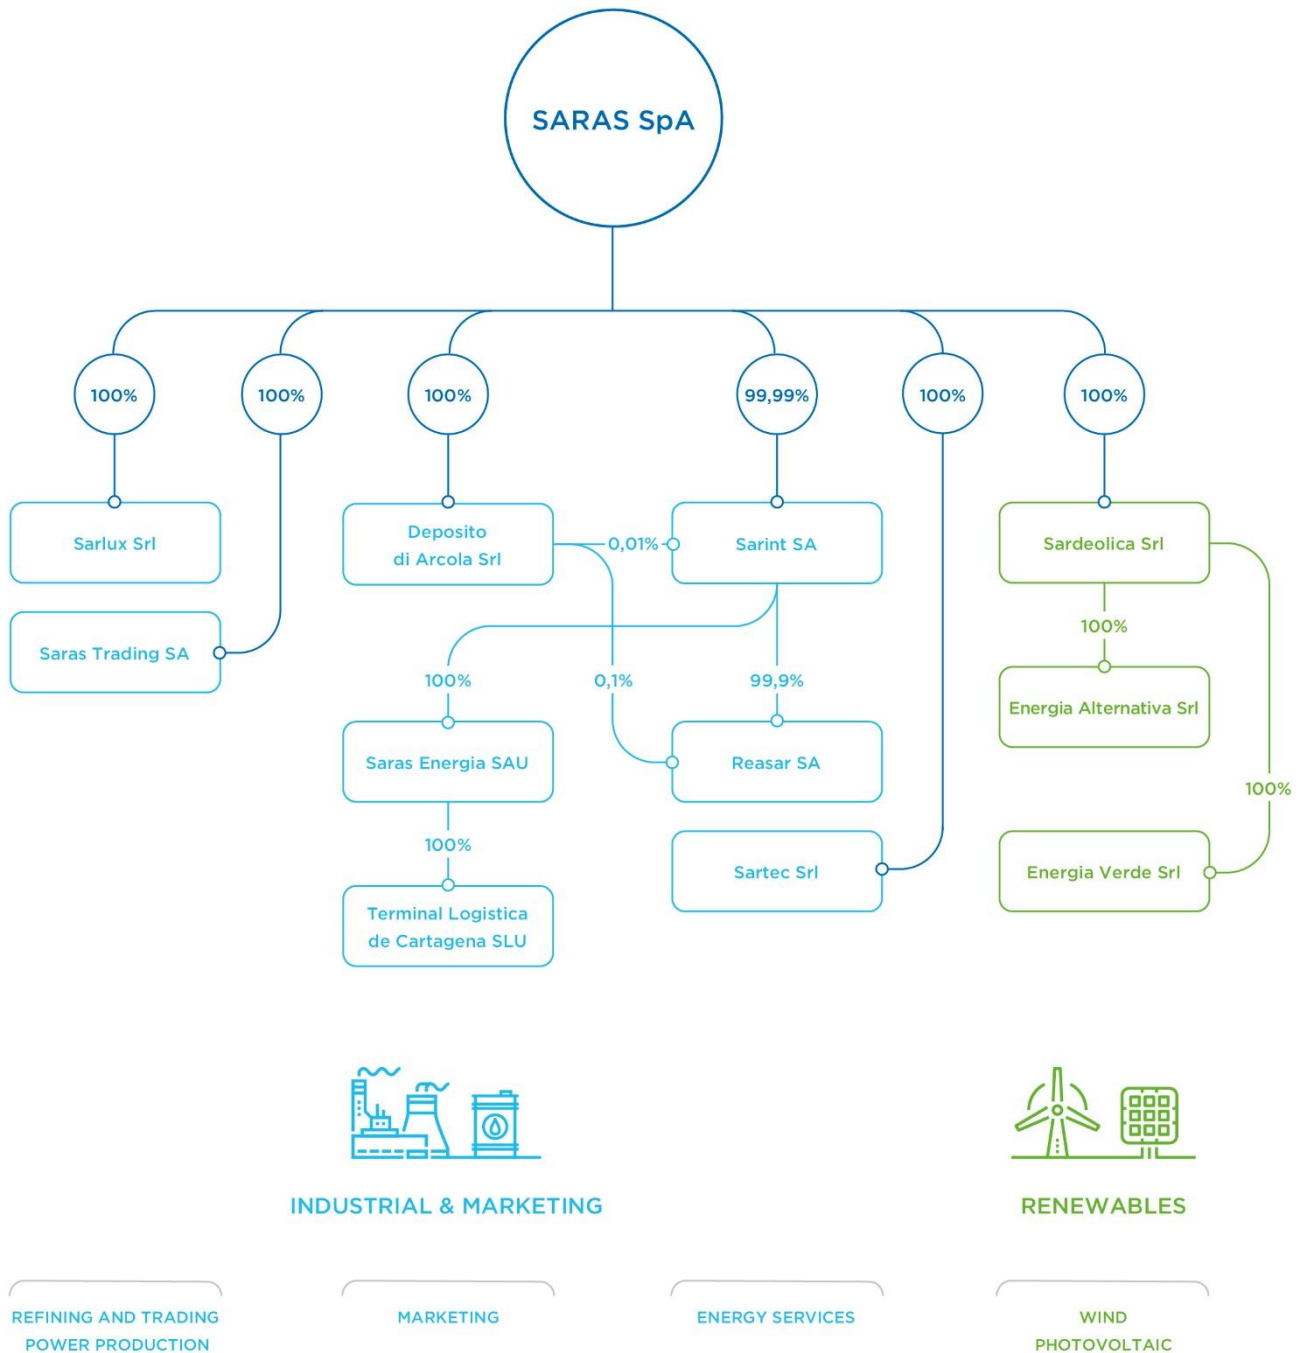 SARAS SpA
100%
100%
100%
99,99%
100%
100%
Sarlux Srl
Deposito
di Arcola Srl
0,01%
Sarint SA
Sardeolica Srl
Saras Trading SA
100%
100%
0,1%
99,9%
Energia Alternativa Srl
Saras Energia SAU
Reasar SA
100%
100%
Sartec Srl
Energia Verde Srl
Terminal Logistica
de Cartagena SLU
INDUSTRIAL & MARKETING
RENEWABLES
REFINING AND TRADING
POWER PRODUCTION
MARKETING
ENERGY SERVICES
WIND
PHOTOVOLTAIC